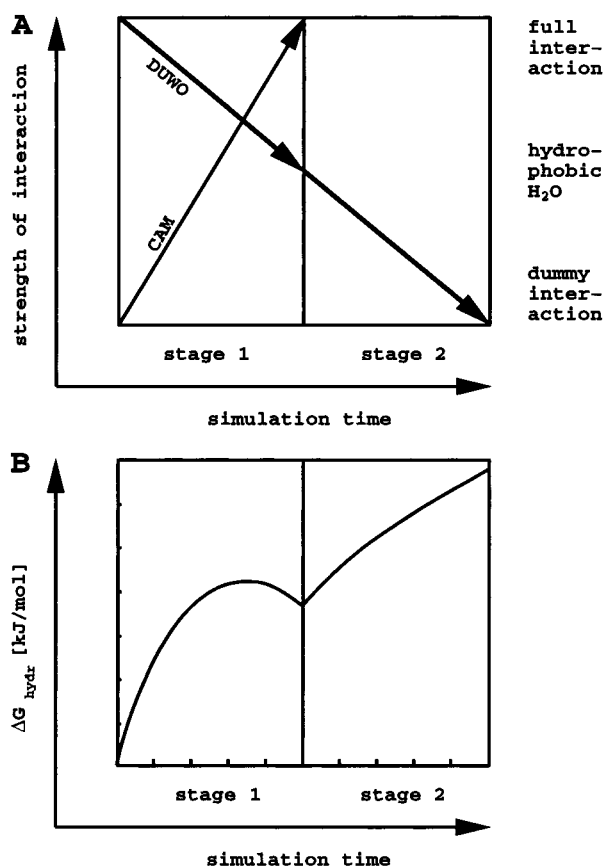 A
full
inter-
action
DUWO
strength of interaction
hydro-
phobic
H₂O
CAM
dummy
inter-
action
stage 1
stage 2
simulation time
B
ΔG hydr [kJ/mol]
stage 1
stage 2
simulation time